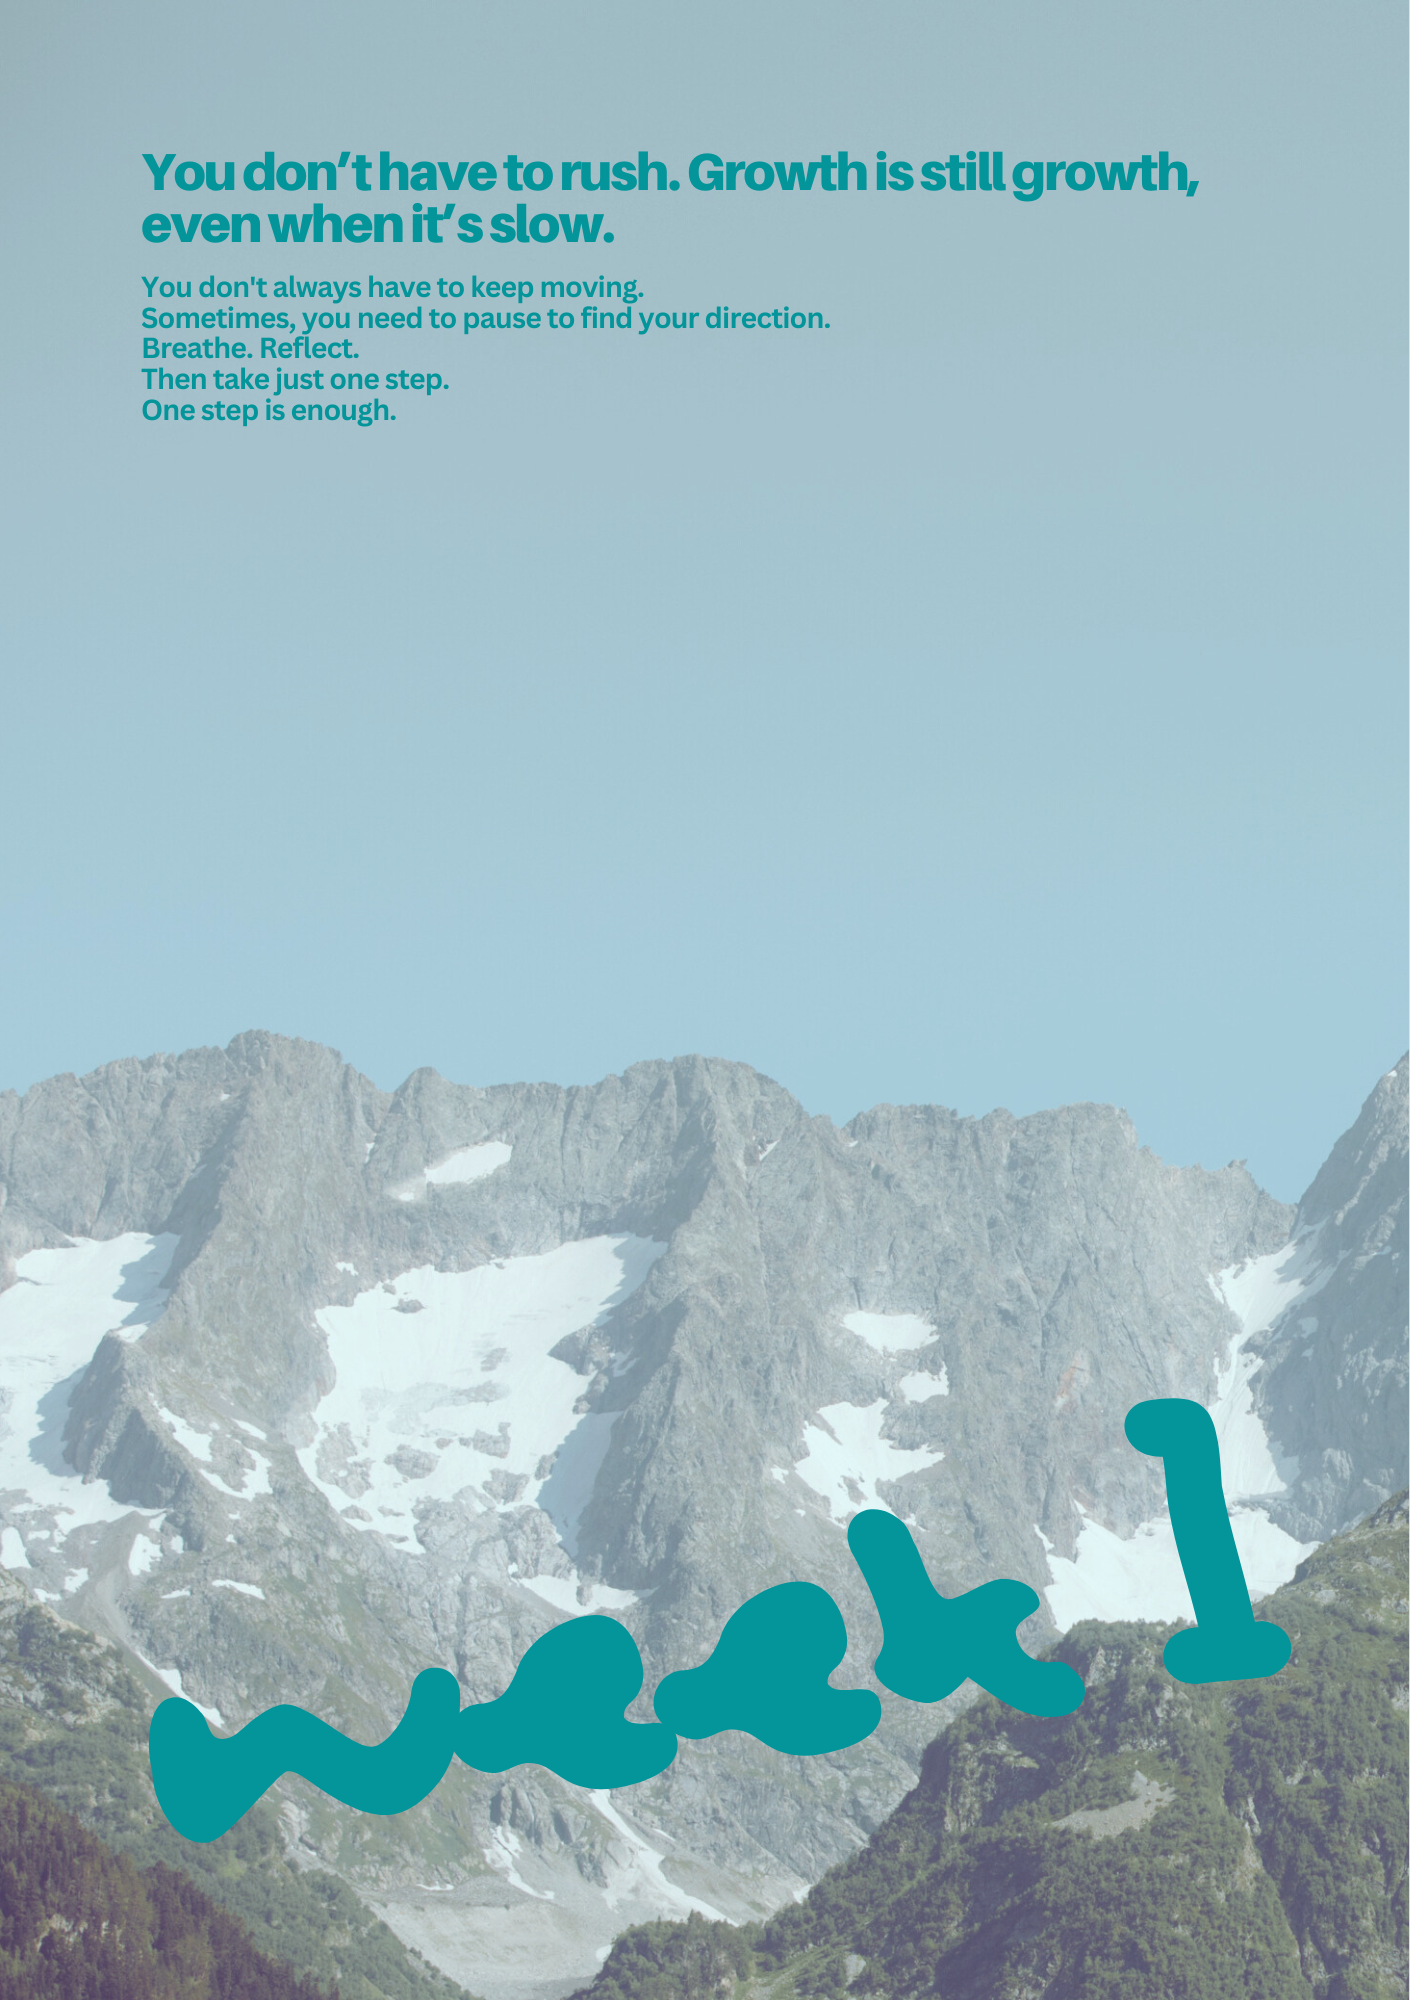 You don’t have to rush. Growth is still growth,
even when it’s slow.
You don't always have to keep moving.
Sometimes, you need to pause to find your direction.
Breathe. Reflect.
Then take just one step.
One step is enough.
week 1